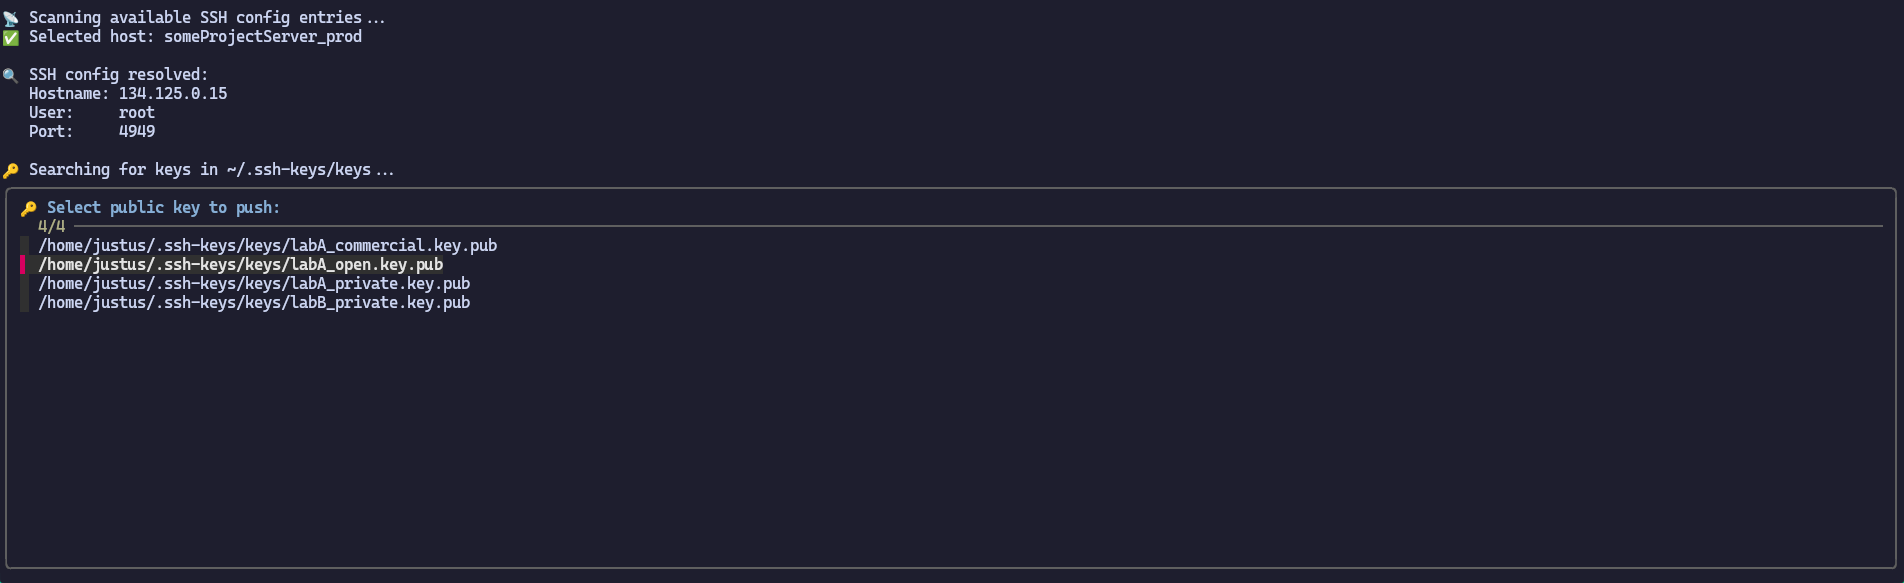 📡 Scanning available SSH config entries...
✅ Selected host: someProjectServer_prod
🔍 SSH config resolved:
Hostname: 134.125.0.15
User: root
Port: 4949
🔑 Searching for keys in ~/.ssh-keys/keys...
🔑 Select public key to push:
4/4
/home/justus/.ssh-keys/keys/labA_commercial.key.pub
/home/justus/.ssh-keys/keys/labA_open.key.pub
/home/justus/.ssh-keys/keys/labA_private.key.pub
/home/justus/.ssh-keys/keys/labB_private.key.pub